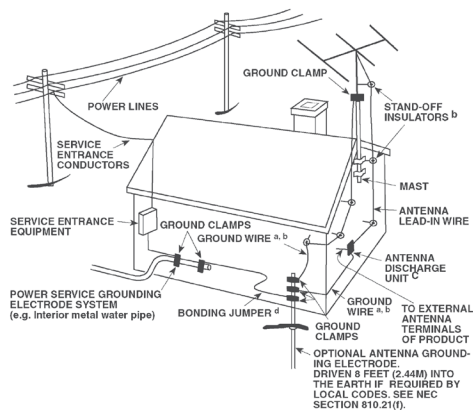 GROUND CLAMP
POWER LINES
STAND-OFF
INSULATORS b
SERVICE
ENTRANCE
CONDUCTORS
MAST
ANTENNA
LEAD-IN WIRE
SERVICE ENTRANCE
EQUIPMENT
GROUND CLAMPS
GROUND WIRE a, b
ANTENNA
DISCHARGE
UNIT C
POWER SERVICE GROUNDING
ELECTRODE SYSTEM
(e.g. Interior metal water pipe)
BONDING JUMPER d
GROUND
WIRE a, b
GROUND
CLAMPS
TO EXTERNAL
ANTENNA
TERMINALS
OF PRODUCT
OPTIONAL ANTENNA GROUND-
ING ELECTRODE.
DRIVEN 8 FEET (2.44M) INTO
THE EARTH IF REQUIRED BY
LOCAL CODES. SEE NEC
SECTION 810.21(f).